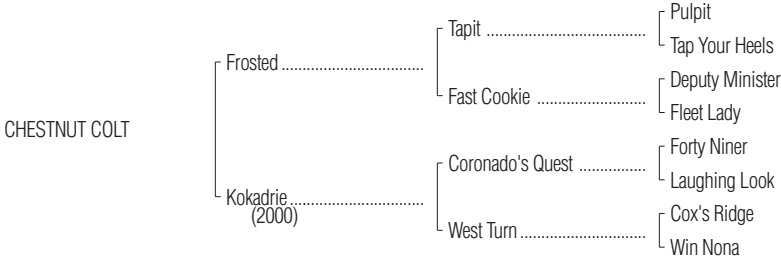 Pulpit
Tapit ........................................
Tap Your Heels
Frosted ....................................
Deputy Minister
Fast Cookie ...........................
Fleet Lady
CHESTNUT COLT
Forty Niner
Coronado's Quest ................
Laughing Look
Kokadrie ..................................
(2000)
Cox's Ridge
West Turn ................................
Win Nona